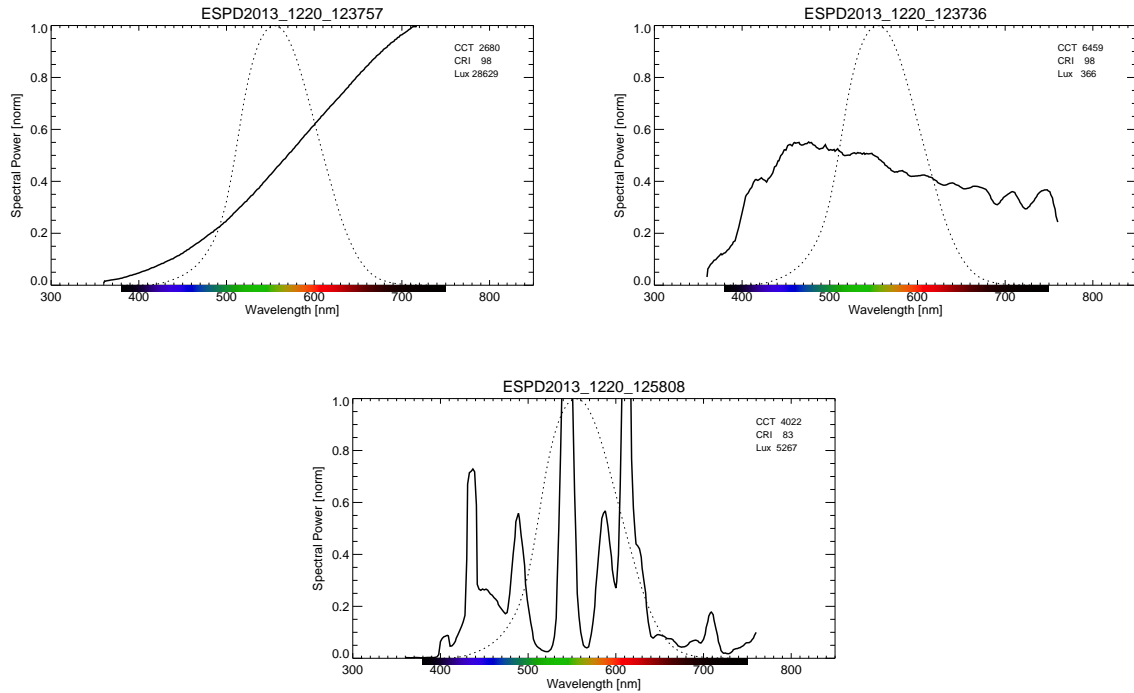 ESPD2013_1220_123757
CCT 2680
CRI 98
Lux 28629
Spectral Power [norm]
1.0
0.8
0.6
0.4
0.2
0.0
300 400 500 600 700 800
Wavelength [nm]
ESPD2013_1220_123736
CCT 6459
CRI 98
Lux 366
Spectral Power [norm]
1.0
0.8
0.6
0.4
0.2
0.0
300 400 500 600 700 800
Wavelength [nm]
ESPD2013_1220_125808
CCT 4022
CRI 83
Lux 5267
Spectral Power [norm]
1.0
0.8
0.6
0.4
0.2
0.0
300 400 500 600 700 800
Wavelength [nm]